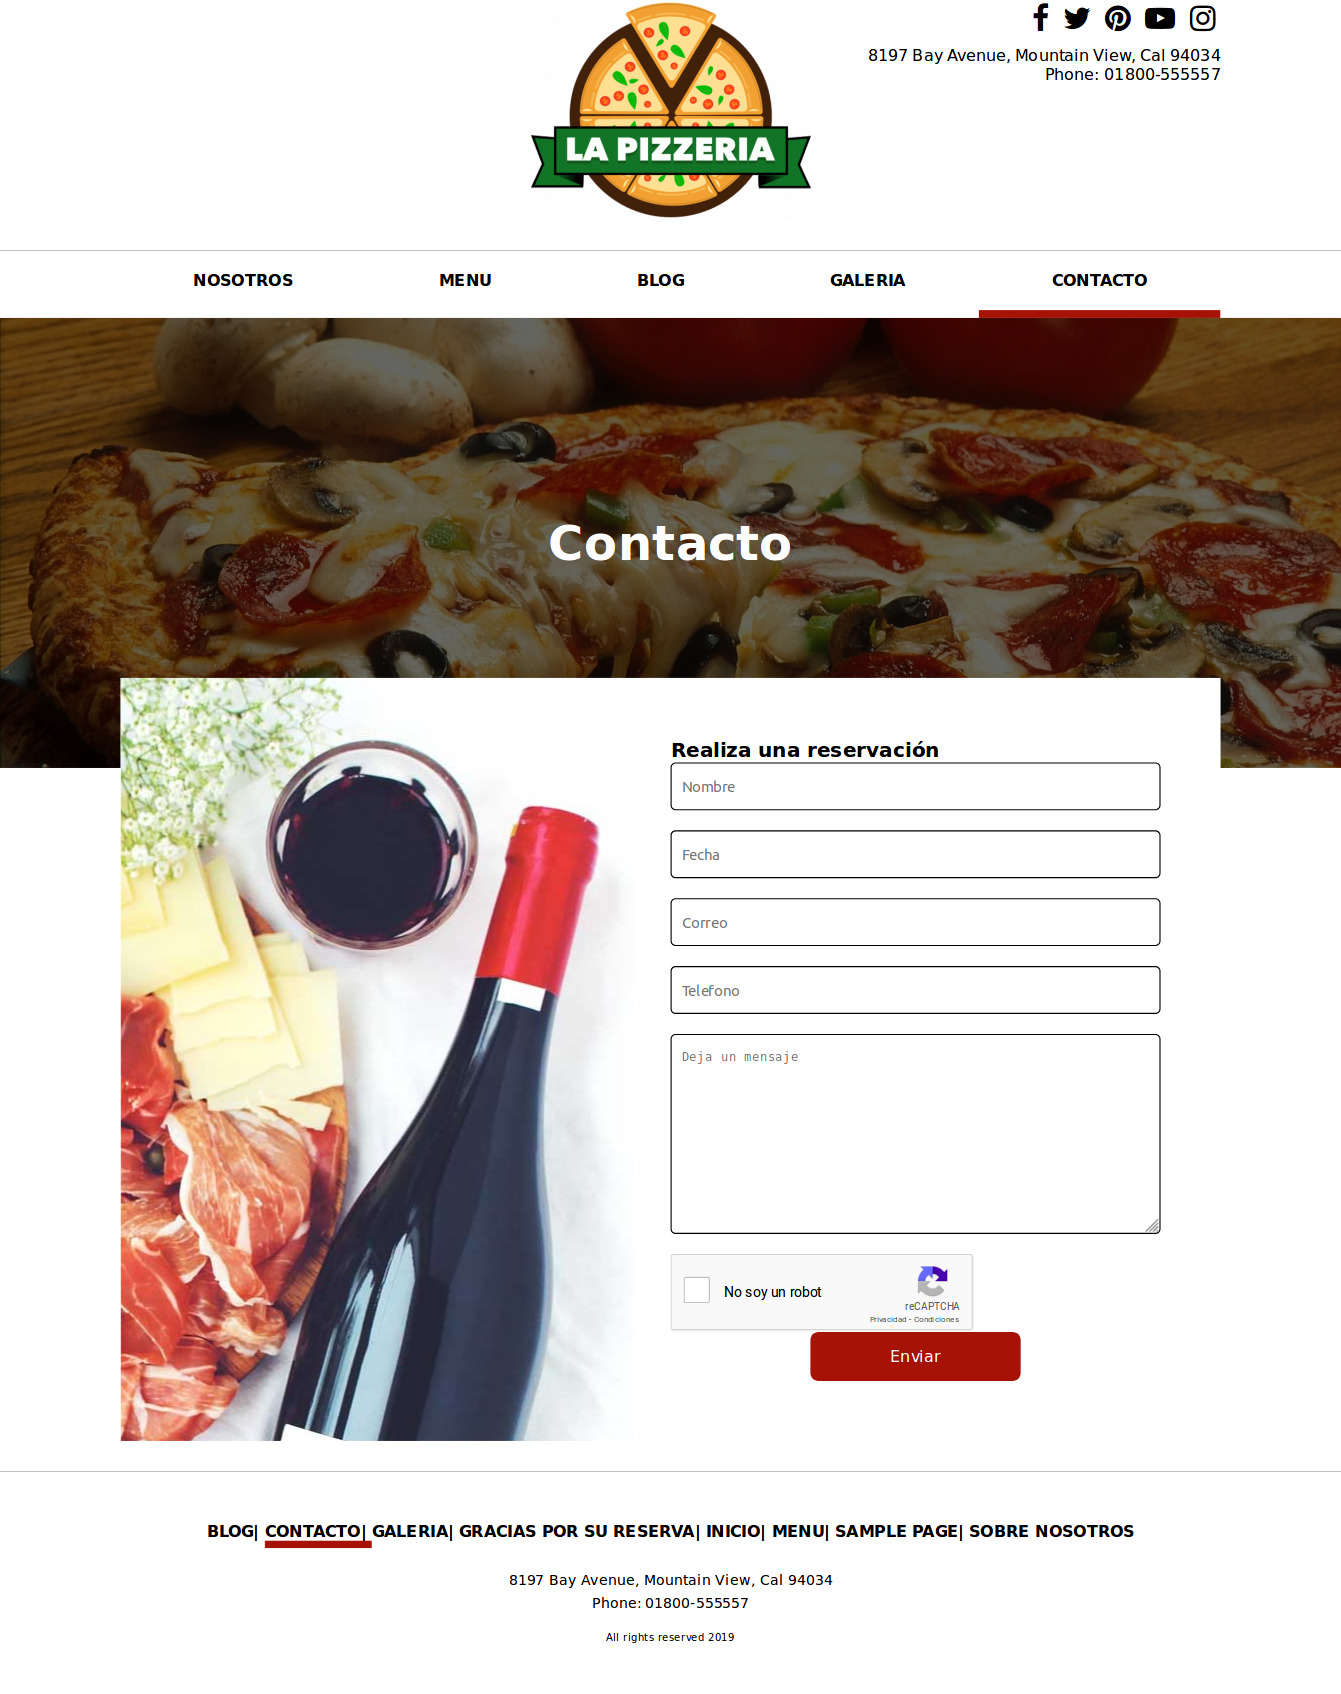 LA PIZZERIA
8197 Bay Avenue, Mountain View, Cal 94034
Phone: 01800-555557
NOSOTROS MENU BLOG GALERIA CONTACTO
Contacto
Realiza una reservación
Nombre
Fecha
Correo
Telefono
Deja un mensaje
No soy un robot
reCAPTCHA
Privacidad - Condiciones
Enviar
BLOG| CONTACTO| GALERIA| GRACIAS POR SU RESERVA| INICIO| MENU| SAMPLE PAGE| SOBRE NOSOTROS
8197 Bay Avenue, Mountain View, Cal 94034
Phone: 01800-555557
All rights reserved 2019